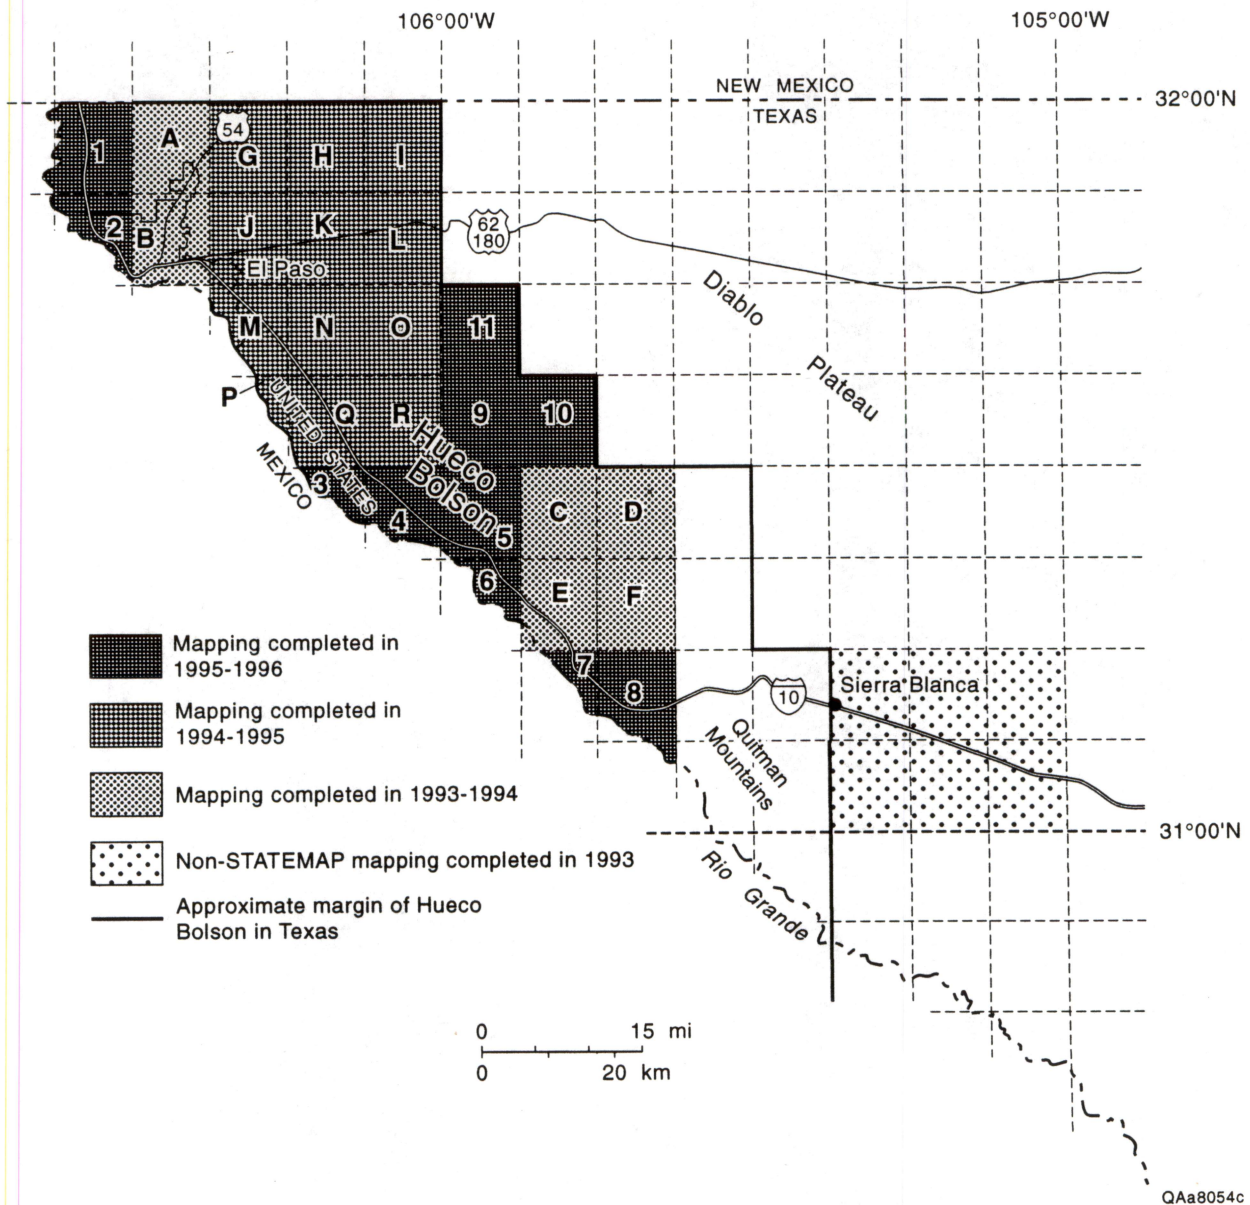 106°00'W
105°00'W
NEW MEXICO
32°00'N
TEXAS
54
A
1
G
H
I
2
B
J
K
L
62
180
El Paso
Diablo
Plateau
M
N
O
11
P
Q
R
9
10
UNITED STATES
MEXICO
Hueco
Bolson
3
4
5
C
D
6
E
F
7
8
10
Sierra Blanca
Quitman
Mountains
31°00'N
Rio Grande
Mapping completed in
1995-1996
Mapping completed in
1994-1995
Mapping completed in 1993-1994
Non-STATEMAP mapping completed in 1993
Approximate margin of Hueco
Bolson in Texas
0 15 mi
0 20 km
QAa8054c